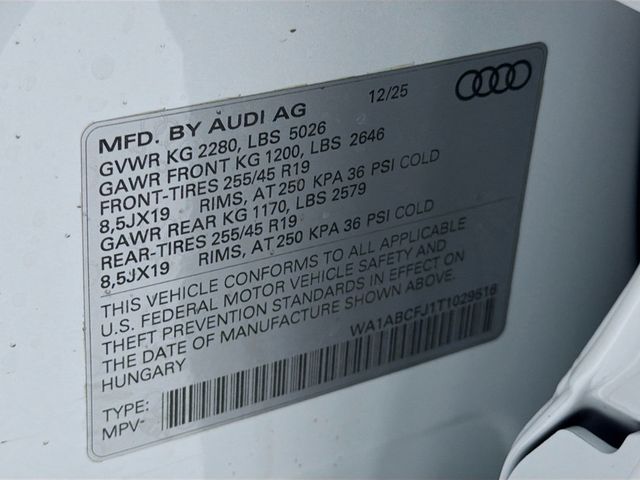 MFD. BY AUDI AG 12/25
GVWR KG 2280, LBS 5026
GAWR FRONT KG 1200, LBS 2646
FRONT-TIRES 255/45 R19
8,5JX19 RIMS, AT 250 KPA 36 PSI COLD
GAWR REAR KG 1170, LBS 2579
REAR-TIRES 255/45 R19
8,5JX19 RIMS, AT 250 KPA 36 PSI COLD
THIS VEHICLE CONFORMS TO ALL APPLICABLE
U.S. FEDERAL MOTOR VEHICLE SAFETY AND
THEFT PREVENTION STANDARDS IN EFFECT ON
THE DATE OF MANUFACTURE SHOWN ABOVE.
HUNGARY WA1ABCFJ1T1029516
TYPE:
MPV-